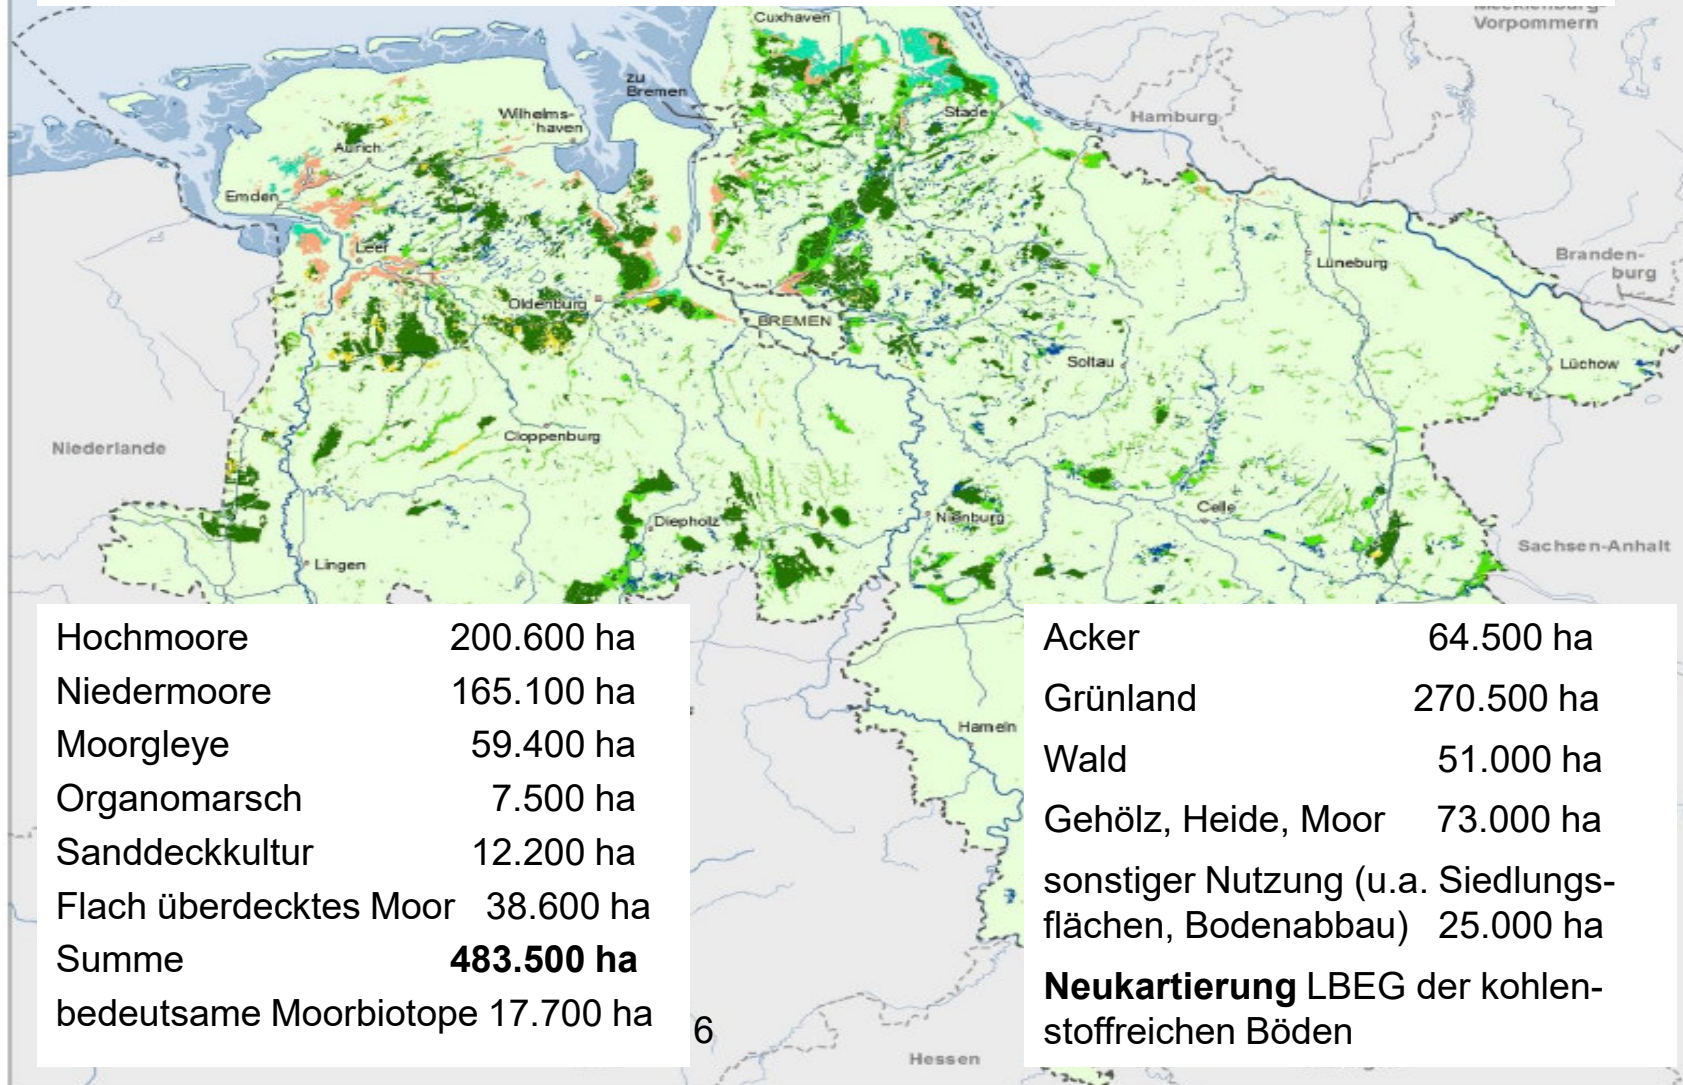 Mecklenburg-
Vorpommern
Cuxhaven
zu
Bremen
Wilhelms-
haven
Stade
Hamburg
Aurich
Emden
Leer
Lüneburg
Branden-
burg
Oldenburg
BREMEN
Soltau
Lüchow
Cloppenburg
Niederlande
Diepholz
Nienburg
Celle
Sachsen-Anhalt
Lingen
Hochmoore 200.600 ha
Niedermoore 165.100 ha
Moorgleye 59.400 ha
Organomarsch 7.500 ha
Sanddeckkultur 12.200 ha
Flach überdecktes Moor 38.600 ha
Summe 483.500 ha
bedeutsame Moorbiotope 17.700 ha
6
Hameln
Hessen
Acker 64.500 ha
Grünland 270.500 ha
Wald 51.000 ha
Gehölz, Heide, Moor 73.000 ha
sonstiger Nutzung (u.a. Siedlungs-
flächen, Bodenabbau) 25.000 ha
Neukartierung LBEG der kohlen-
stoffreichen Böden